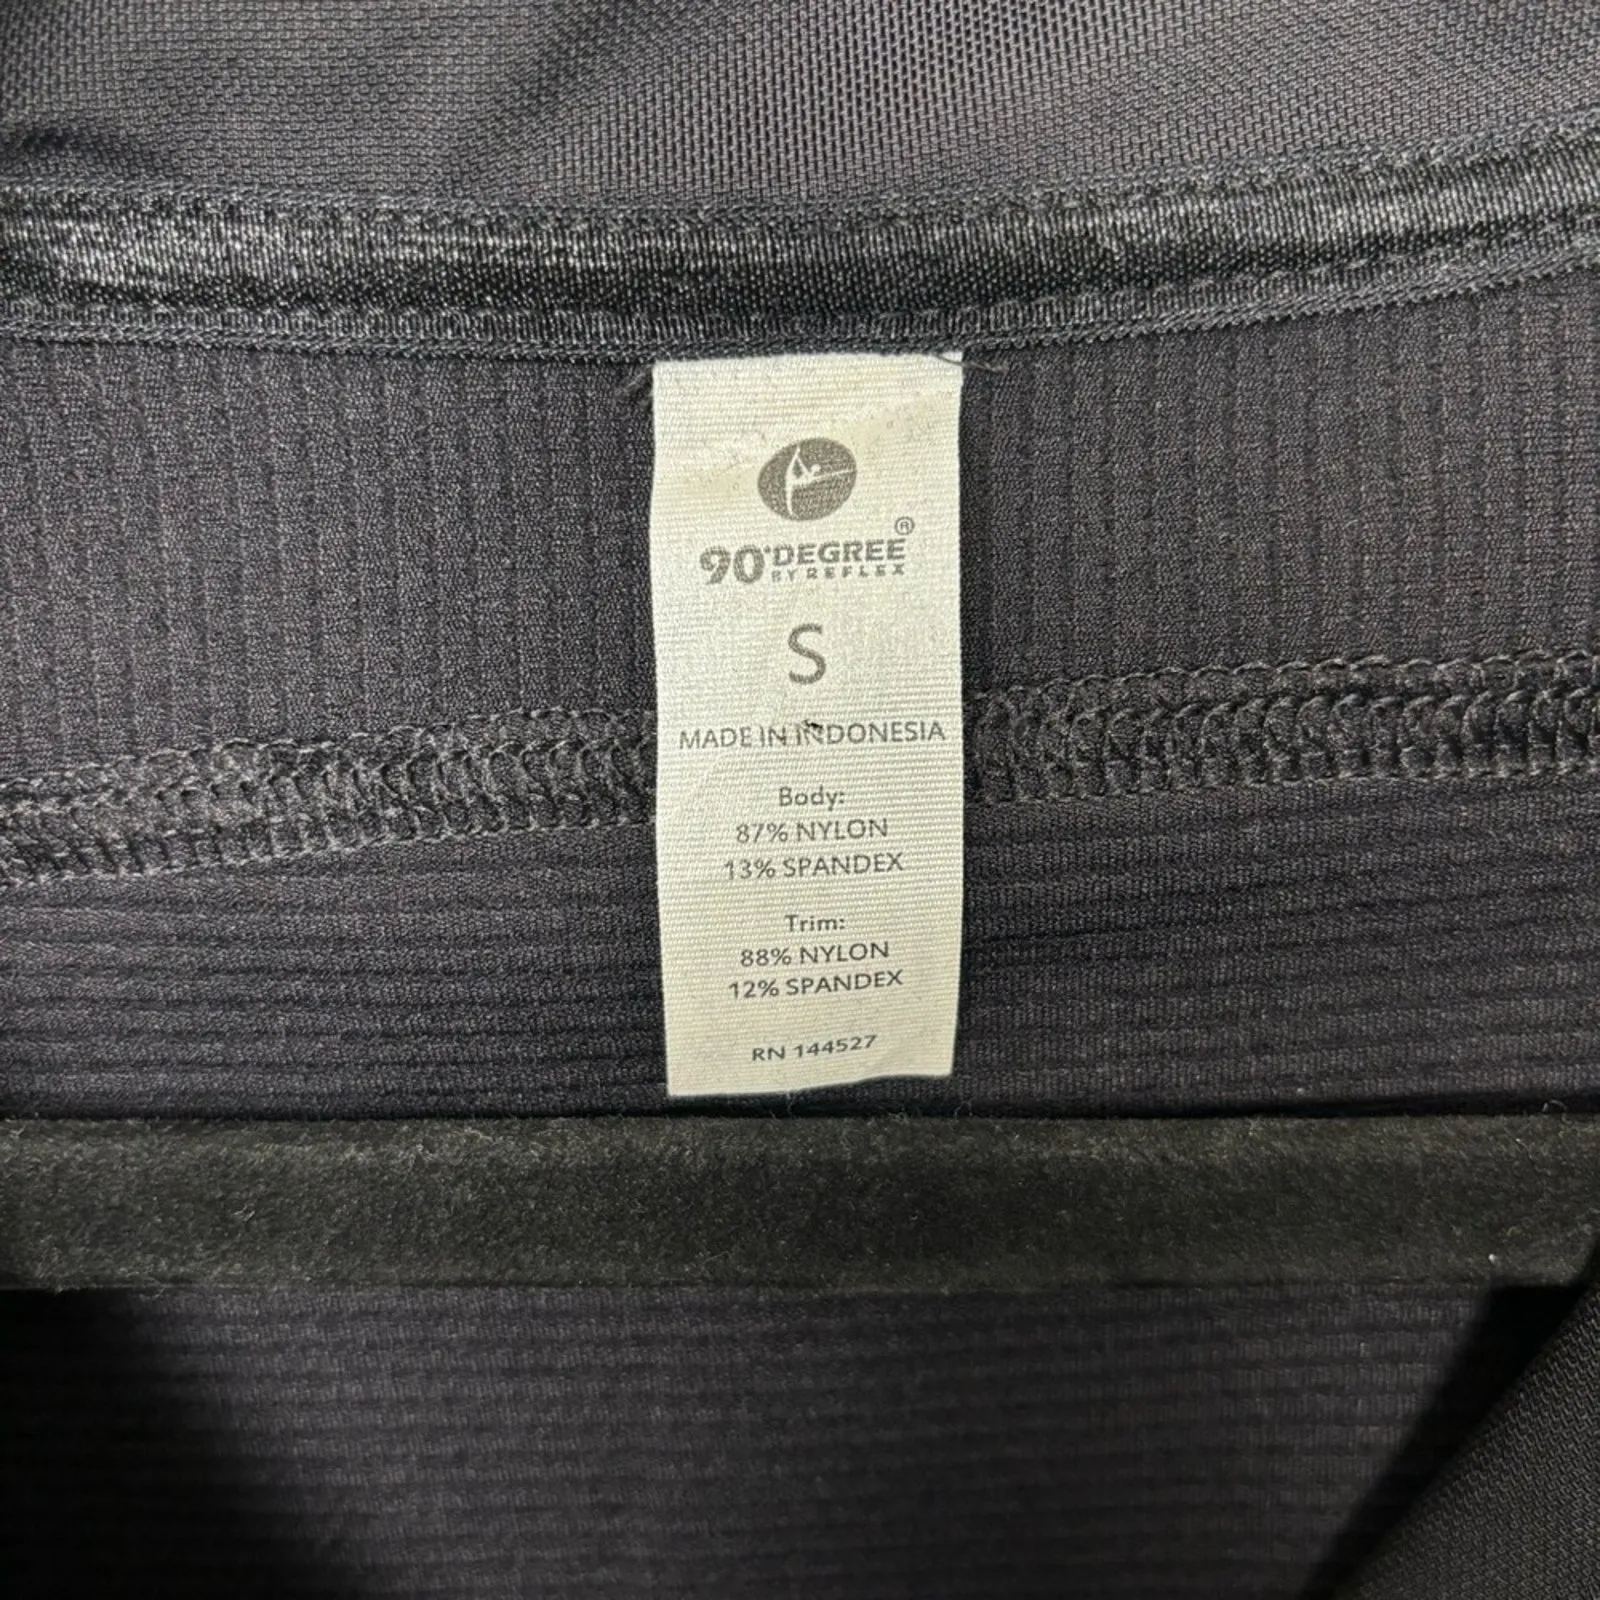 90°DEGREE®
BY REFLEX
S
MADE IN INDONESIA
Body:
87% NYLON
13% SPANDEX
Trim:
88% NYLON
12% SPANDEX
RN 144527